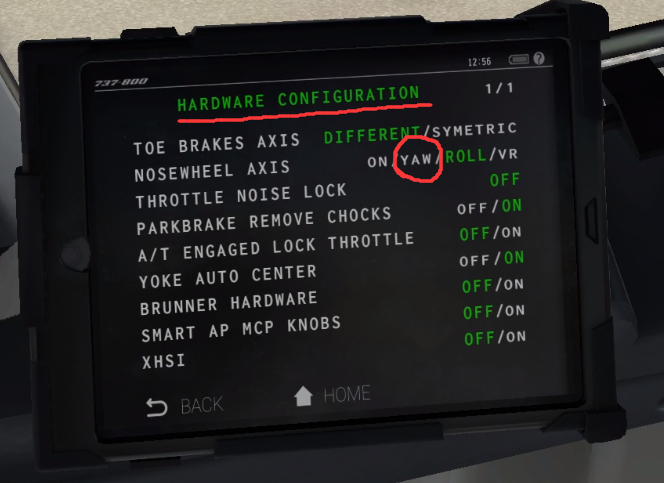 12:56 ?
737-800
HARDWARE CONFIGURATION 1/1
TOE BRAKES AXIS DIFFERENT/SYMETRIC
NOSEWHEEL AXIS ON/YAW/ROLL/VR
THROTTLE NOISE LOCK OFF
PARKBRAKE REMOVE CHOCKS OFF/ON
A/T ENGAGED LOCK THROTTLE OFF/ON
YOKE AUTO CENTER OFF/ON
BRUNNER HARDWARE OFF/ON
SMART AP MCP KNOBS OFF/ON
XHSI OFF/ON
BACK HOME